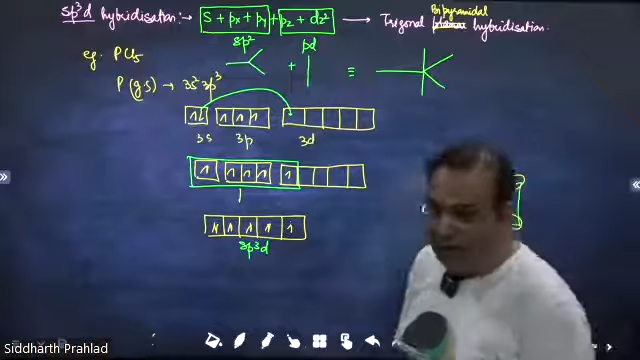 sp³d hybridisation:→ s + px + py + pz + dz² → Trigonal Bipyramidal hybridisation.
sp² pd
eg. PCl5 + ≡
P (g.s) → 3s² 3p³
3s 3p 3d
sp³d
Siddharth Prahlad